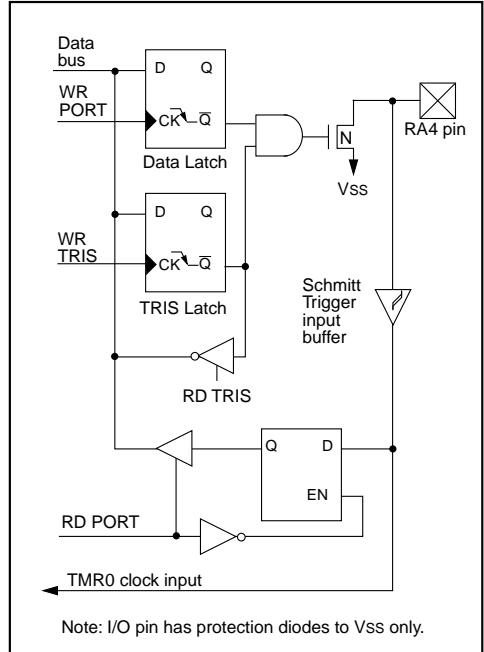 Data
bus
D Q
WR
PORT
CK Q
Data Latch
N
RA4 pin
VSS
D Q
WR
TRIS
CK Q
TRIS Latch
Schmitt
Trigger
input
buffer
RD TRIS
Q D
EN
RD PORT
TMR0 clock input
Note: I/O pin has protection diodes to VSS only.